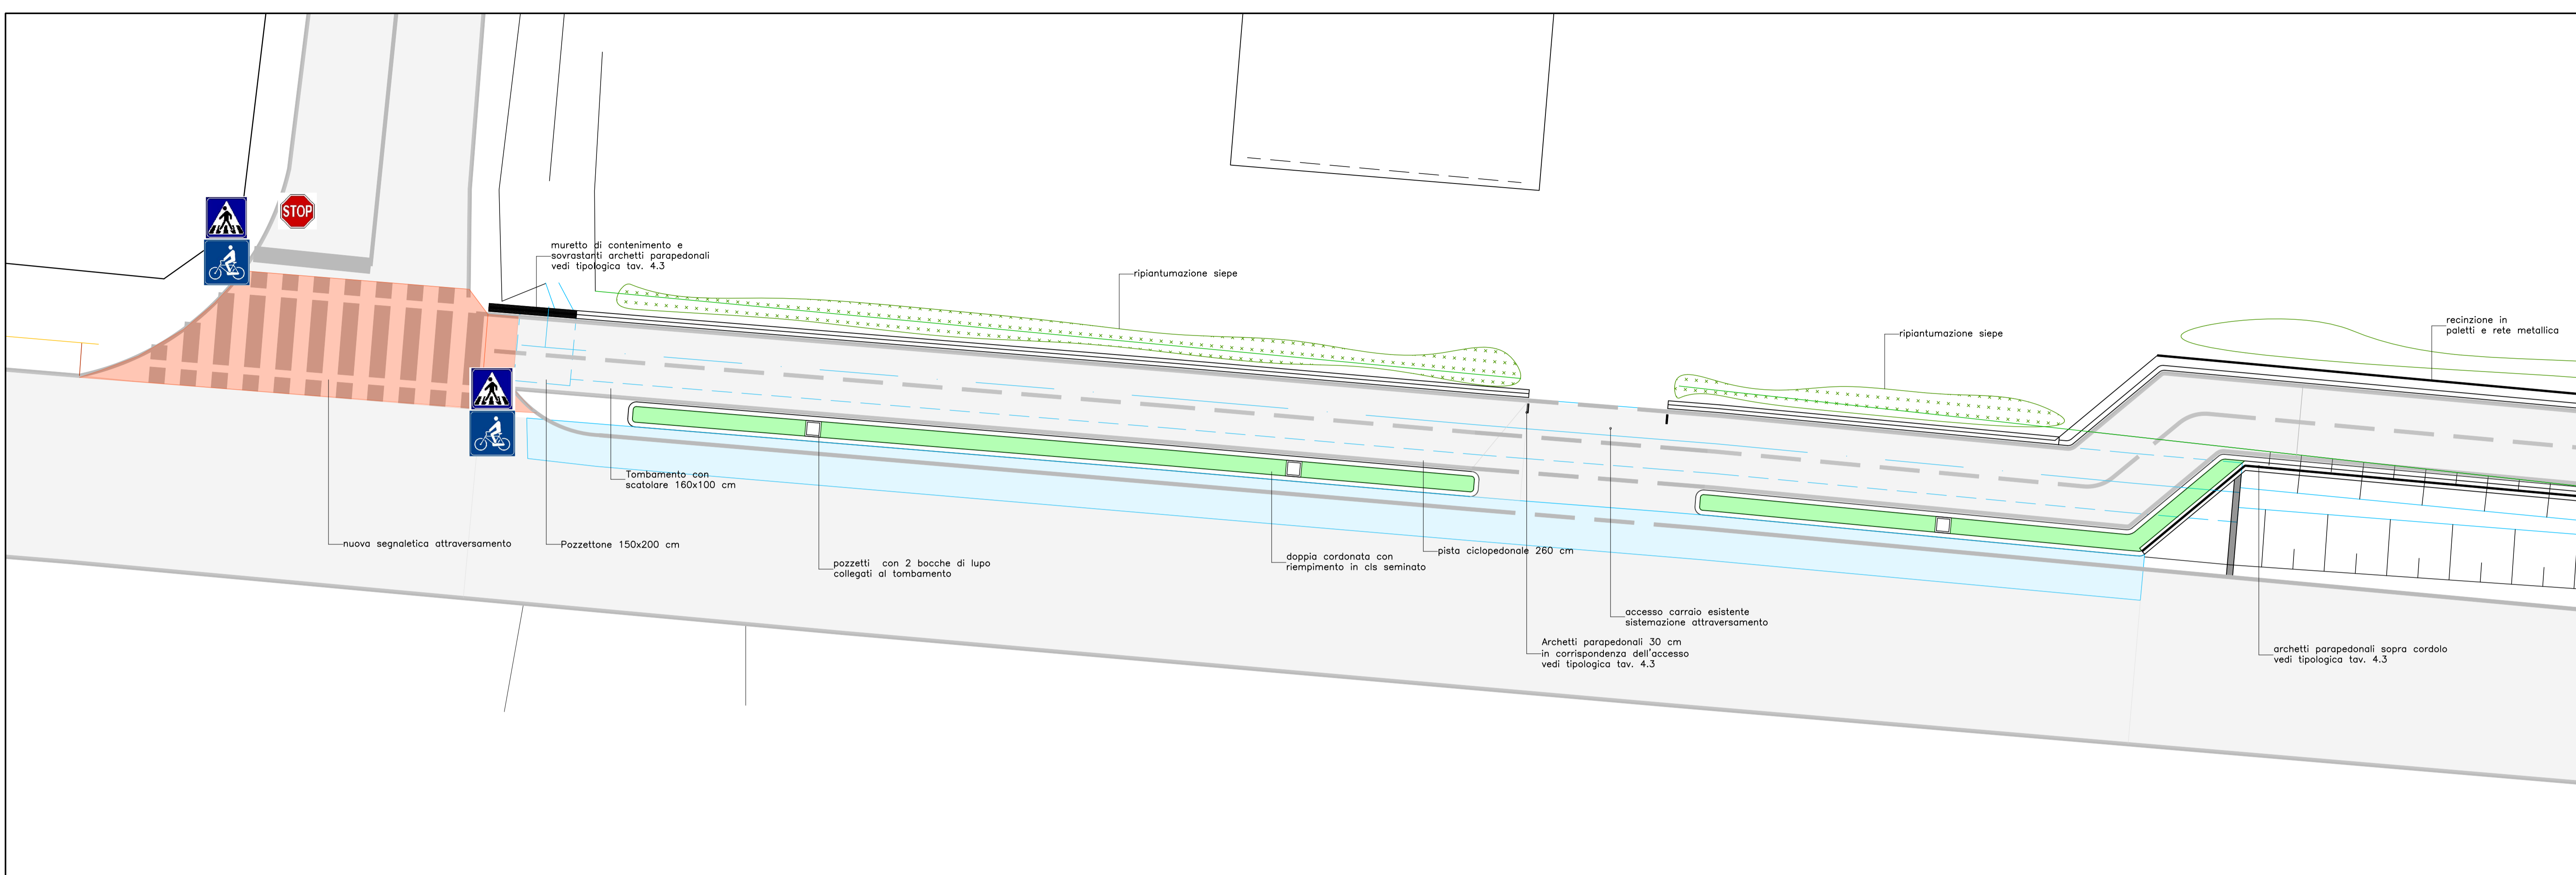 STOP
muretto di contenimento e
sovrastanti archetti parapedonali
vedi tipologica tav. 4.3
ripiantumazione siepe
ripiantumazione siepe
recinzione in
paletti e rete metallica
Tombamento con
scatolare 160x100 cm
nuova segnaletica attraversamento
Pozzettone 150x200 cm
pozzetti con 2 bocche di lupo
collegati al tombamento
doppia cordonata con
riempimento in cls seminato
pista ciclopedonale 260 cm
accesso carraio esistente
sistemazione attraversamento
Archetti parapedonali 30 cm
in corrispondenza dell'accesso
vedi tipologica tav. 4.3
archetti parapedonali sopra cordolo
vedi tipologica tav. 4.3